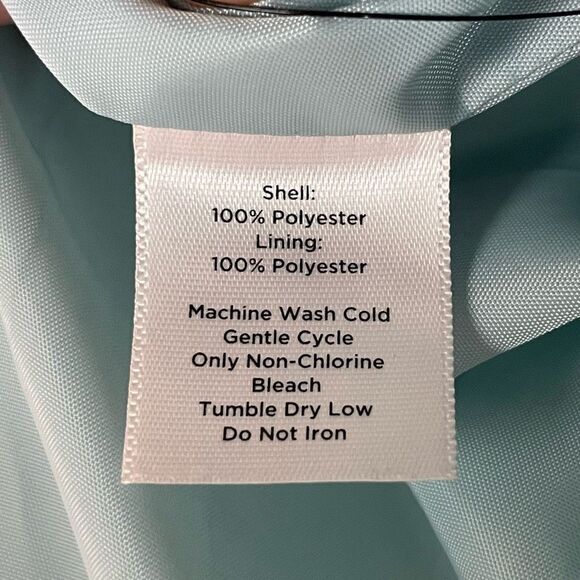 Shell:
100% Polyester
Lining:
100% Polyester
Machine Wash Cold
Gentle Cycle
Only Non-Chlorine
Bleach
Tumble Dry Low
Do Not Iron